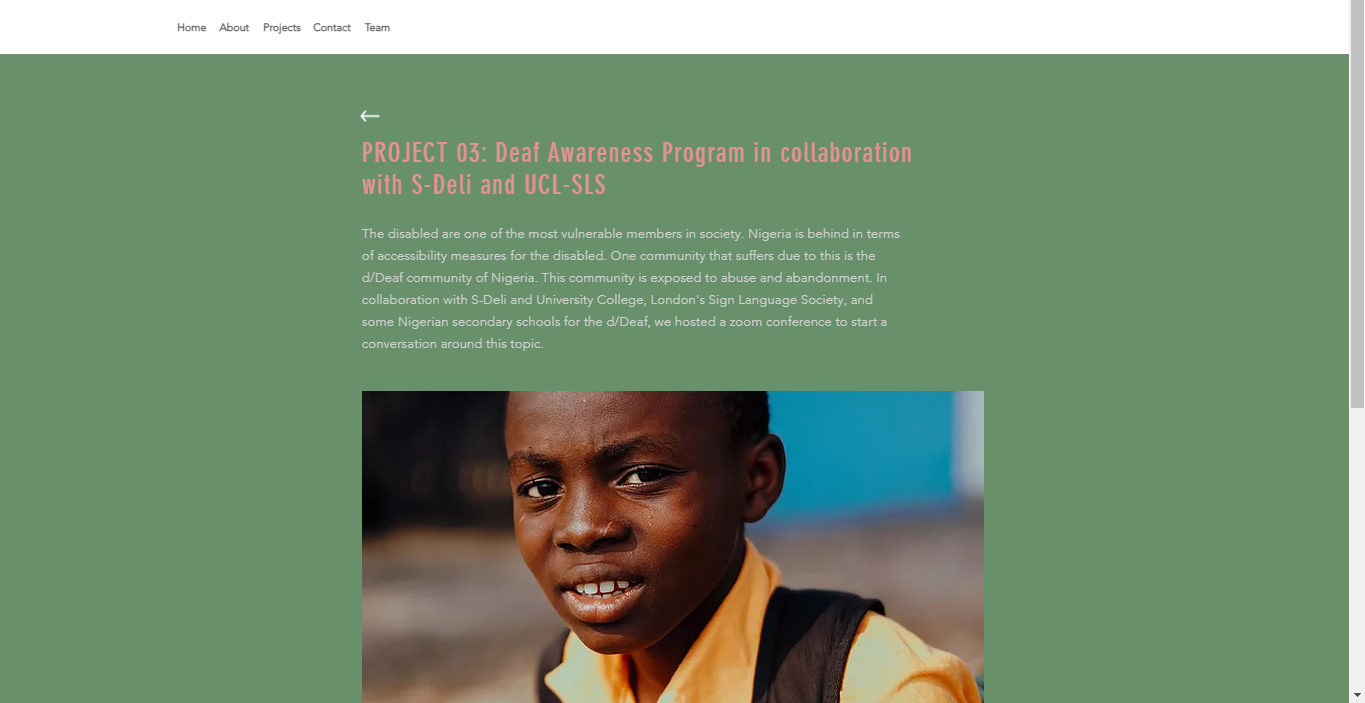 Home About Projects Contact Team
PROJECT 03: Deaf Awareness Program in collaboration
with S-Deli and UCL-SLS
The disabled are one of the most vulnerable members in society. Nigeria is behind in terms
of accessibility measures for the disabled. One community that suffers due to this is the
d/Deaf community of Nigeria. This community is exposed to abuse and abandonment. In
collaboration with S-Deli and University College, London's Sign Language Society, and
some Nigerian secondary schools for the d/Deaf, we hosted a zoom conference to start a
conversation around this topic.